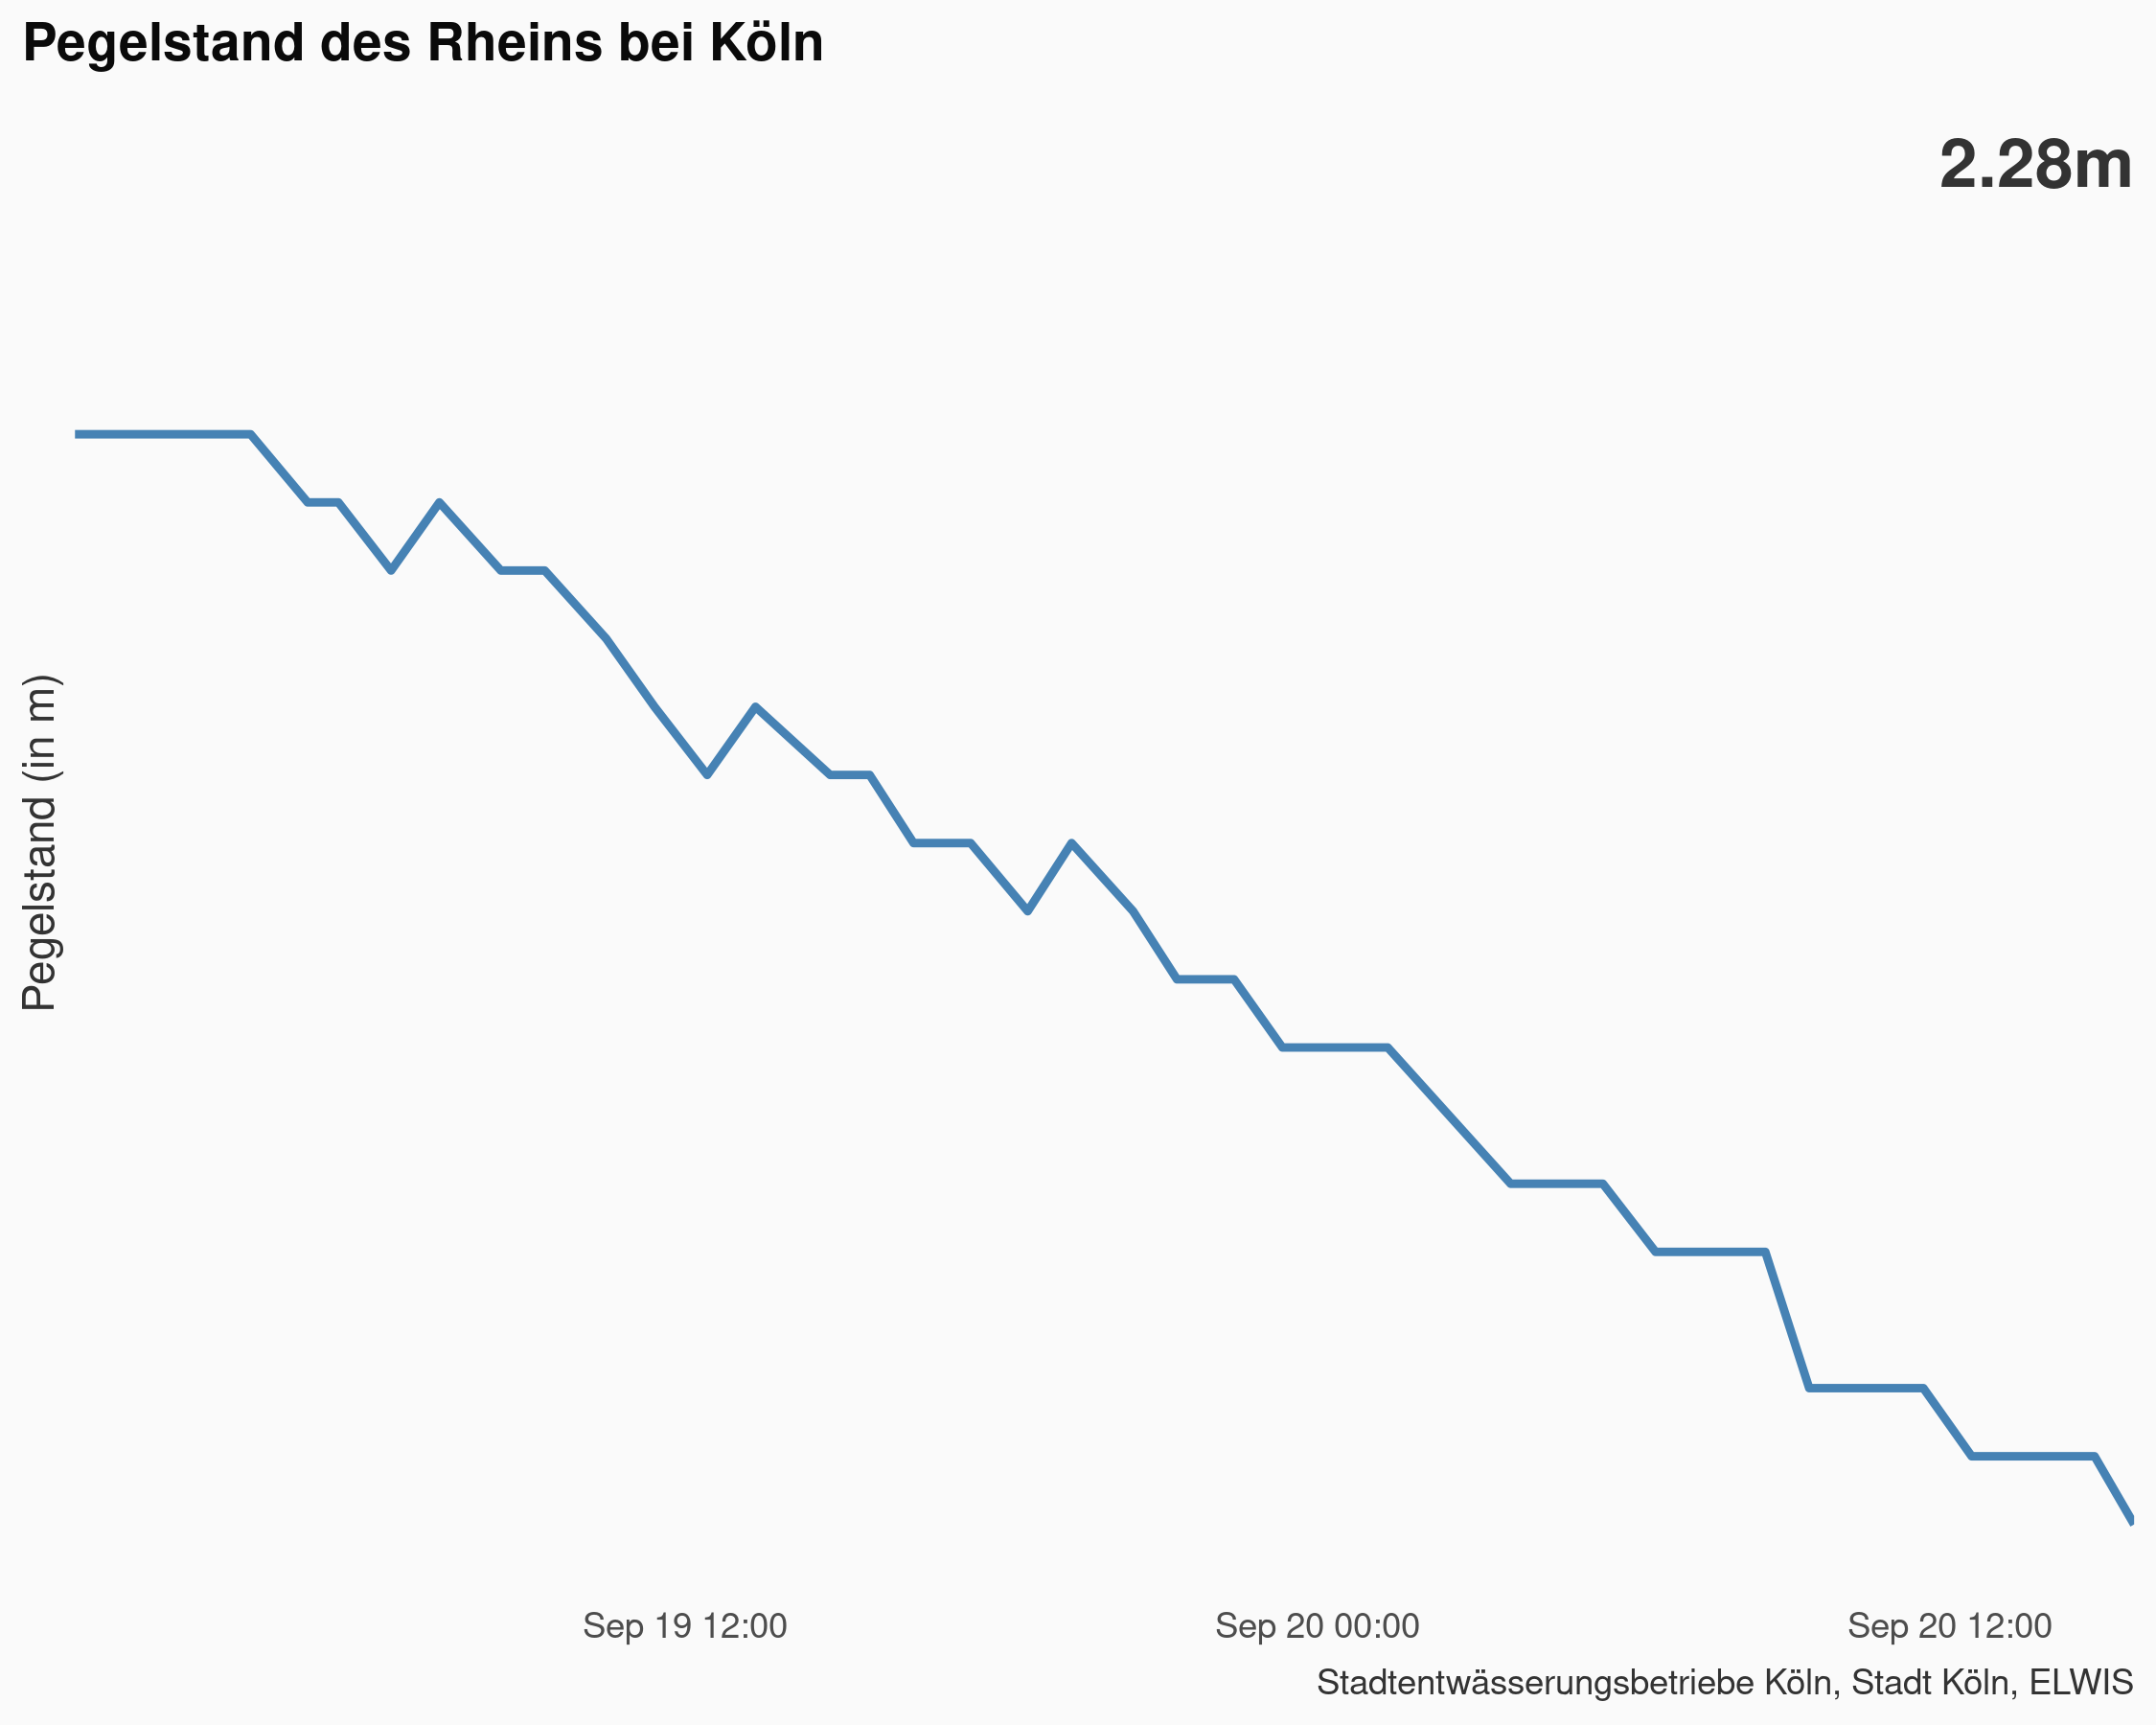 Pegelstand des Rheins bei Köln
2.28m
Pegelstand (in m)
Sep 19 12:00
Sep 20 00:00
Sep 20 12:00
Stadtentwässerungsbetriebe Köln, Stadt Köln, ELWIS